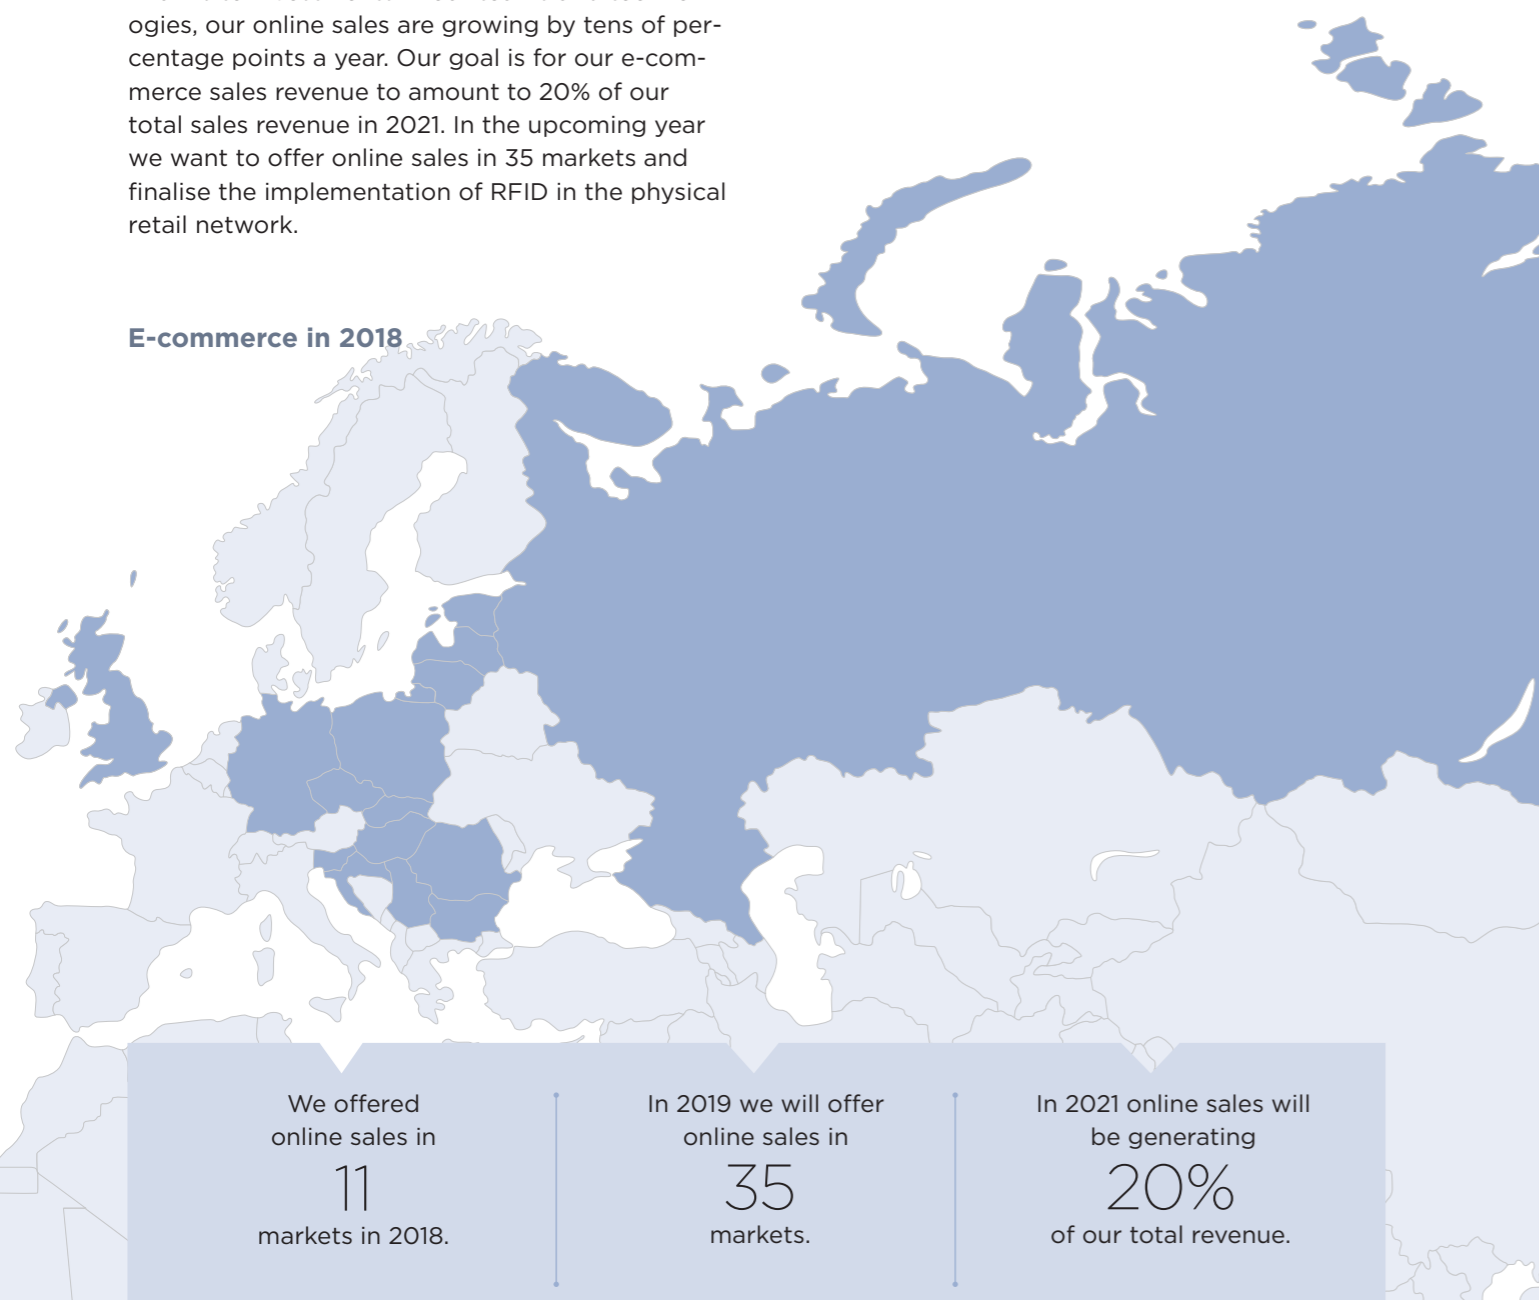 ogies, our online sales are growing by tens of per-
centage points a year. Our goal is for our e-com-
merce sales revenue to amount to 20% of our
total sales revenue in 2021. In the upcoming year
we want to offer online sales in 35 markets and
finalise the implementation of RFID in the physical
retail network.
E-commerce in 2018
We offered
online sales in
11
markets in 2018.
In 2019 we will offer
online sales in
35
markets.
In 2021 online sales will
be generating
20%
of our total revenue.